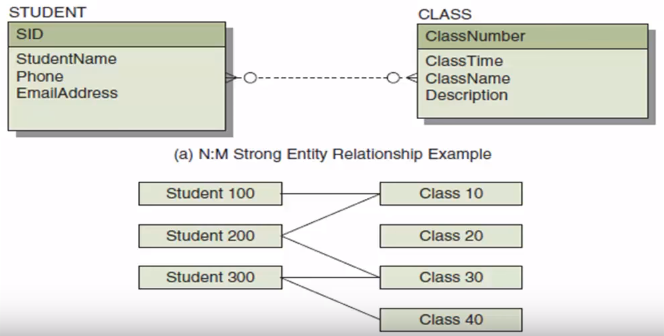 STUDENT
SID
StudentName
Phone
EmailAddress
CLASS
ClassNumber
ClassTime
ClassName
Description
(a) N:M Strong Entity Relationship Example
Student 100
Class 10
Student 200
Class 20
Student 300
Class 30
Class 40